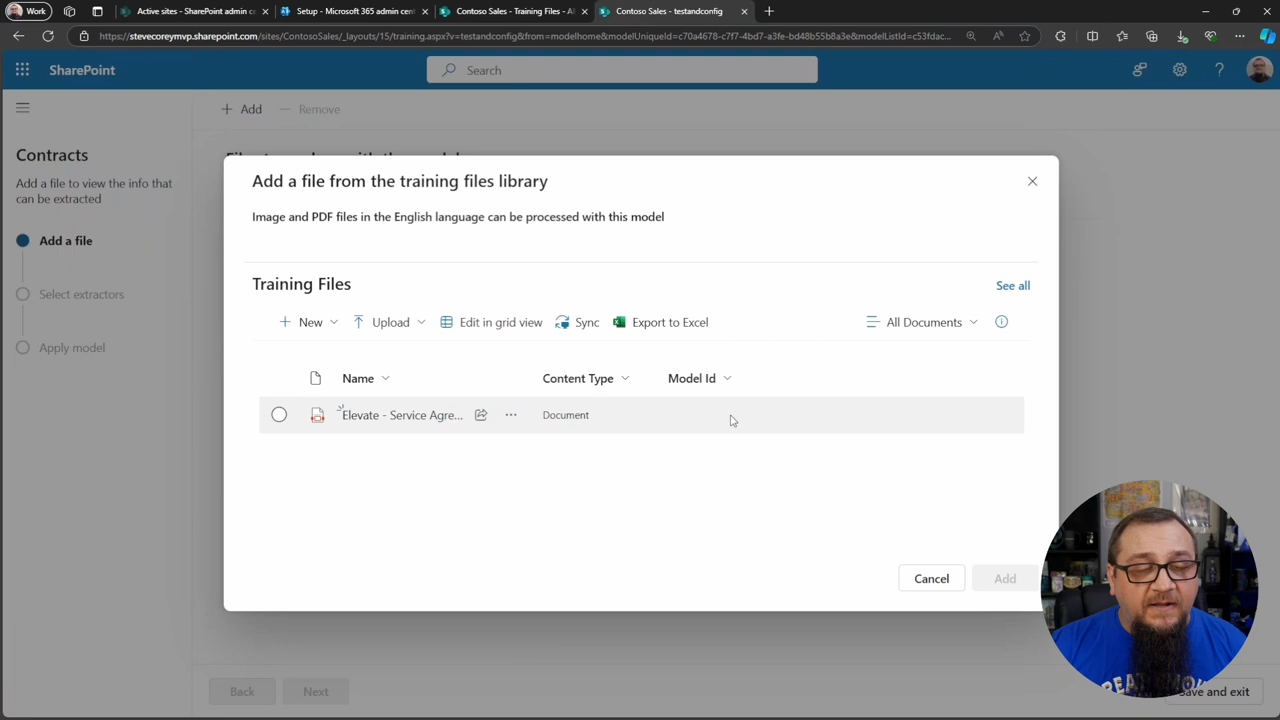 Work
Active sites - SharePoint admin c
Setup - Microsoft 365 admin cent
Contoso Sales - Training Files - A
Contoso Sales - testandconfig
https://stevecoreymvp.sharepoint.com/sites/ContosoSales/_layouts/15/training.aspx?v=testandconfig&from=modelhome&modelUniqueId=c70a4678-c7f7-4bd7-a3fe-bd48b55b8a3e&modelListId=c53fdac...
SharePoint
Search
Add
Remove
Contracts
Add a file to view the info that
can be extracted
Add a file
Select extractors
Apply model
Add a file from the training files library
Image and PDF files in the English language can be processed with this model
Training Files
See all
New
Upload
Edit in grid view
Sync
Export to Excel
All Documents
Name
Content Type
Model Id
Elevate - Service Agre...
Document
Cancel
Add
Back
Next
Save and exit